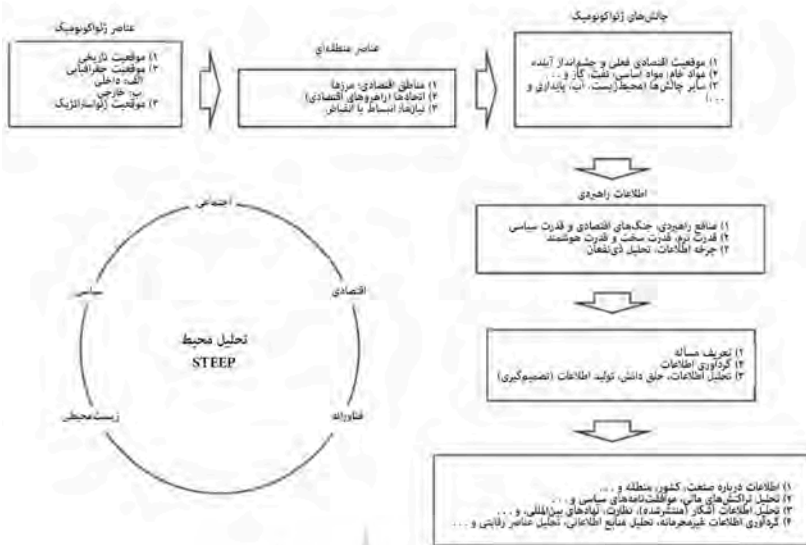 عناصر ژئواکونومیک
۱) موقعیت تاریخی
۲) موقعیت جغرافیایی
الف: داخلی
ب: خارجی
۳) موقعیت ژئواستراتژیک
عناصر منطقه‌ای
۱) مناطق اقتصادی؛ مرزها
۲) اتحادها (راهروهای اقتصادی)
۳) نیازها: انبساط یا انقباض
چالش‌های ژئواکونومیک
۱) موقعیت اقتصادی فعلی و چشم‌انداز آینده
۲) مواد خام: مواد اساسی، نفت، گاز و . . .
۳) سایر چالش‌ها (محیط‌زیست، آب، پایداری و
. . .)
اطلاعات راهبردی
۱) منافع راهبردی، جنگ‌های اقتصادی و قدرت سیاسی
۲) قدرت نرم، قدرت سخت و قدرت هوشمند
۳) چرخه اطلاعات، تحلیل ذی‌نفعان
۱) تعریف مسأله
۲) گردآوری اطلاعات
۳) تحلیل اطلاعات، خلق دانش، تولید اطلاعات (تصمیم‌گیری)
۱) اطلاعات درباره صنعت، کشور، منطقه و . . .
۲) تحلیل تراکنش‌های مالی، موافقت‌نامه‌های سیاسی و . . .
۳) تحلیل اطلاعات آشکار (منتشرشده)، نظارت، نهادهای بین‌المللی، و . . .
۴) گردآوری اطلاعات غیرمحرمانه، تحلیل منابع اطلاعاتی، تحلیل عناصر رقابتی و . . .
اجتماعی
سیاسی
اقتصادی
تحلیل محیط
STEEP
زیست‌محیطی
فناورانه